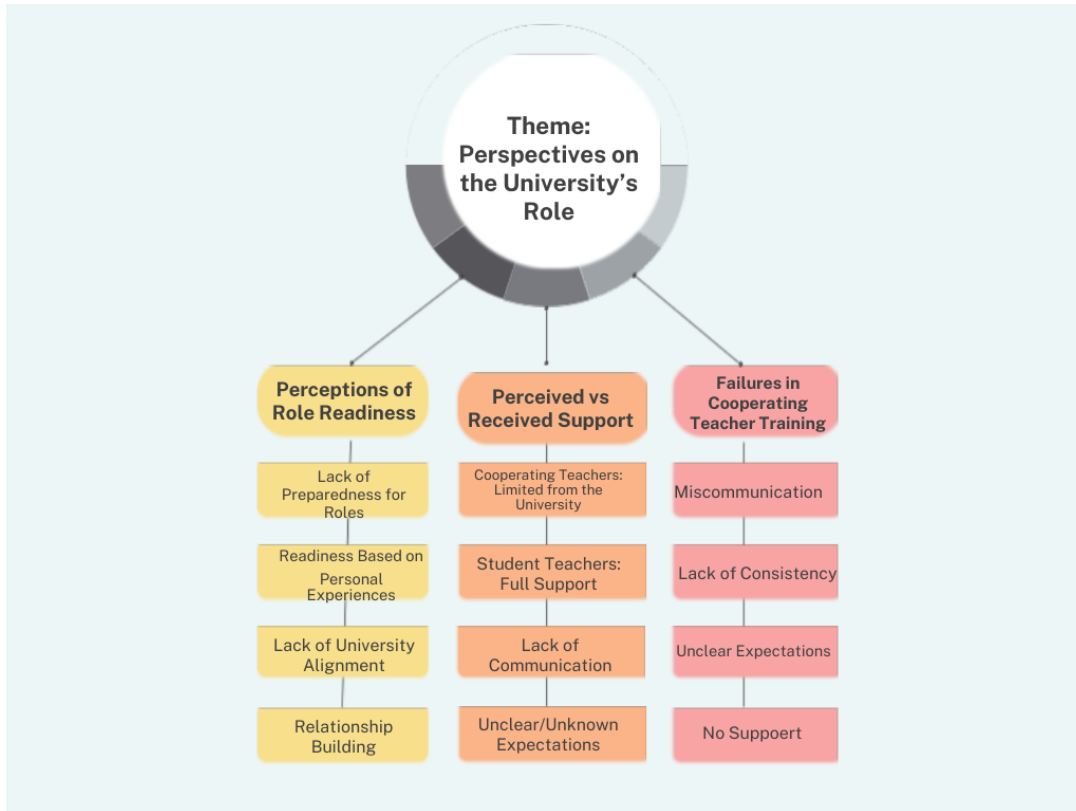 Theme:
Perspectives on
the University’s
Role
Perceptions of
Role Readiness
Lack of
Preparedness for
Roles
Readiness Based on
Personal
Experiences
Lack of University
Alignment
Relationship
Building
Perceived vs
Received Support
Cooperating Teachers:
Limited from the
University
Student Teachers:
Full Support
Lack of
Communication
Unclear/Unknown
Expectations
Failures in
Cooperating
Teacher Training
Miscommunication
Lack of Consistency
Unclear Expectations
No Suppoert